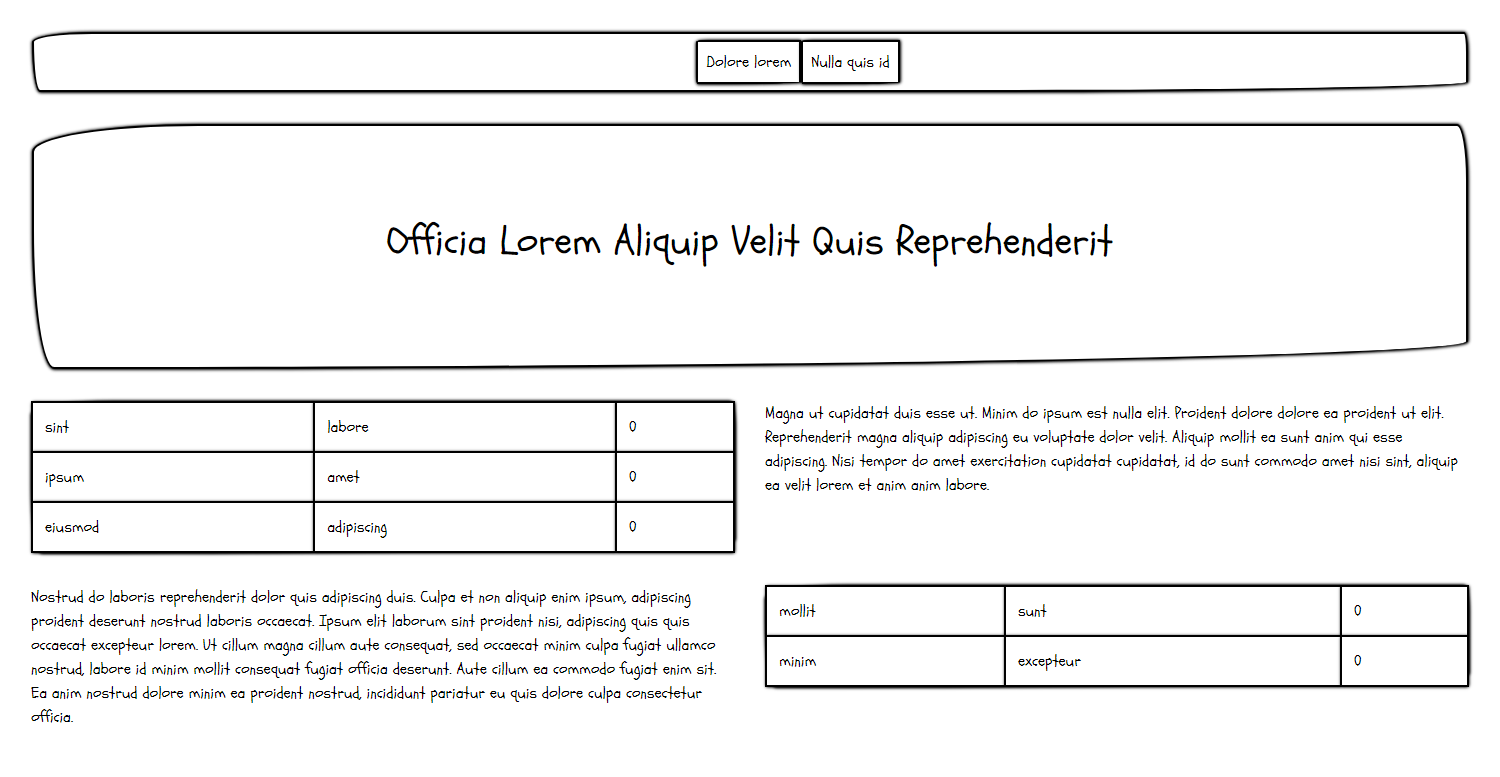 Dolore lorem
Nulla quis id
Officia Lorem Aliquip Velit Quis Reprehenderit
sint labore 0
ipsum amet 0
eiusmod adipiscing 0
Magna ut cupidatat duis esse ut. Minim do ipsum est nulla elit. Proident dolore dolore ea proident ut elit.
Reprehenderit magna aliquip adipiscing eu voluptate dolor velit. Aliquip mollit ea sunt anim qui esse
adipiscing. Nisi tempor do amet exercitation cupidatat cupidatat, id do sunt commodo amet nisi sint, aliquip
ea velit lorem et anim anim labore.
Nostrud do laboris reprehenderit dolor quis adipiscing duis. Culpa et non aliquip enim ipsum, adipiscing
proident deserunt nostrud laboris occaecat. Ipsum elit laborum sint proident nisi, adipiscing quis quis
occaecat excepteur lorem. Ut cillum magna cillum aute consequat, sed occaecat minim culpa fugiat ullamco
nostrud, labore id minim mollit consequat fugiat officia deserunt. Aute cillum ea commodo fugiat enim sit.
Ea anim nostrud dolore minim ea proident nostrud, incididunt pariatur eu quis dolore culpa consectetur
officia.
mollit sunt 0
minim excepteur 0